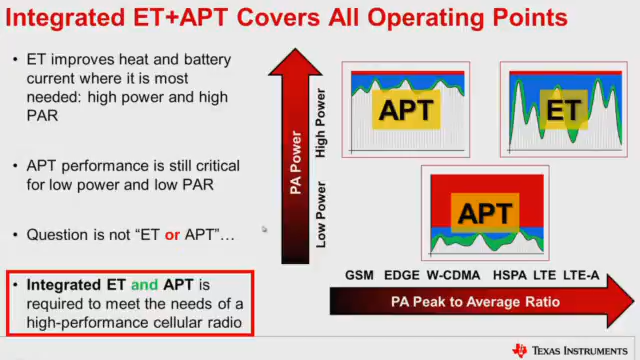 Integrated ET+APT Covers All Operating Points
• ET improves heat and battery
current where it is most
needed: high power and high
PAR
• APT performance is still critical
for low power and low PAR
• Question is not “ET or APT”…
• Integrated ET and APT is
required to meet the needs of a
high-performance cellular radio
PA Power
High Power
Low Power
APT
ET
APT
GSM EDGE W-CDMA HSPA LTE LTE-A
PA Peak to Average Ratio
TEXAS INSTRUMENTS